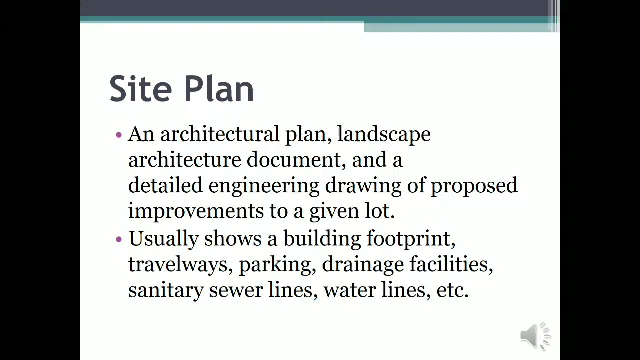 Site Plan
• An architectural plan, landscape
architecture document, and a
detailed engineering drawing of proposed
improvements to a given lot.
• Usually shows a building footprint,
travelways, parking, drainage facilities,
sanitary sewer lines, water lines, etc.